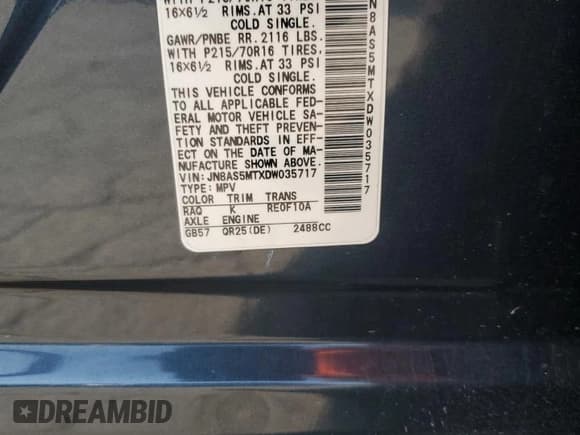 16X6½ RIMS. AT 33 PSI
COLD SINGLE.
GAWR/PNBE RR. 2116 LBS.
WITH P215/70R16 TIRES,
16X6½ RIMS. AT 33 PSI
COLD SINGLE.
THIS VEHICLE CONFORMS
TO ALL APPLICABLE FED-
ERAL MOTOR VEHICLE SA-
FETY AND THEFT PREVEN-
TION STANDARDS IN EFF-
ECT ON THE DATE OF MA-
NUFACTURE SHOWN ABOVE.
VIN: JN8AS5MTXDW035717
TYPE: MPV
COLOR TRIM TRANS
RAQ K RE0F10A
AXLE ENGINE
GB57 QR25(DE) 2488CC
N8AS5MTXDW035717
DREAMBID